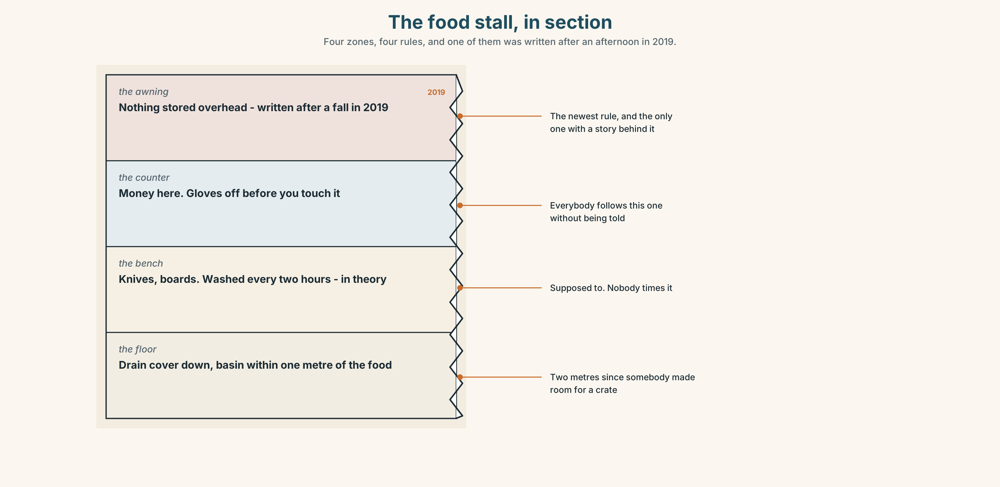 The food stall, in section
Four zones, four rules, and one of them was written after an afternoon in 2019.
the awning
2019
Nothing stored overhead - written after a fall in 2019
The newest rule, and the only
one with a story behind it
the counter
Money here. Gloves off before you touch it
Everybody follows this one
without being told
the bench
Knives, boards. Washed every two hours - in theory
Supposed to. Nobody times it
the floor
Drain cover down, basin within one metre of the food
Two metres since somebody made
room for a crate